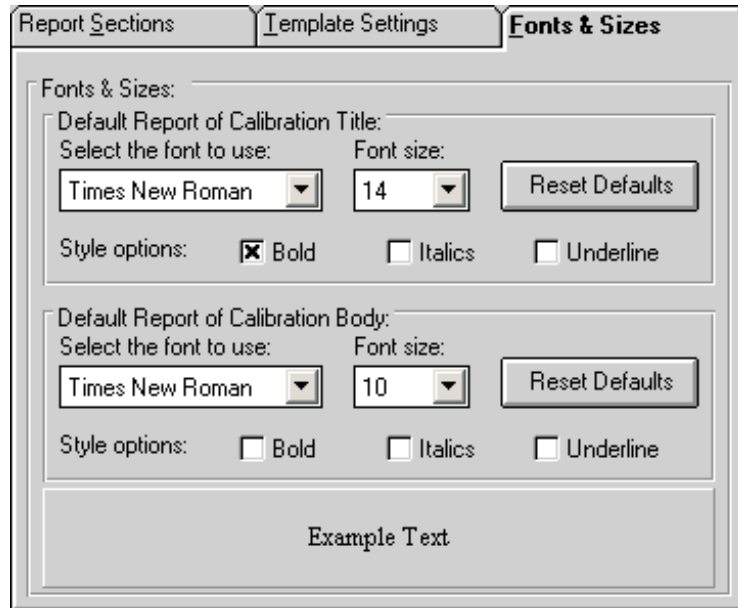 Report Sections Template Settings Fonts & Sizes
Fonts & Sizes:
Default Report of Calibration Title:
Select the font to use: Font size:
Times New Roman 14 Reset Defaults
Style options: Bold Italics Underline
Default Report of Calibration Body:
Select the font to use: Font size:
Times New Roman 10 Reset Defaults
Style options: Bold Italics Underline
Example Text